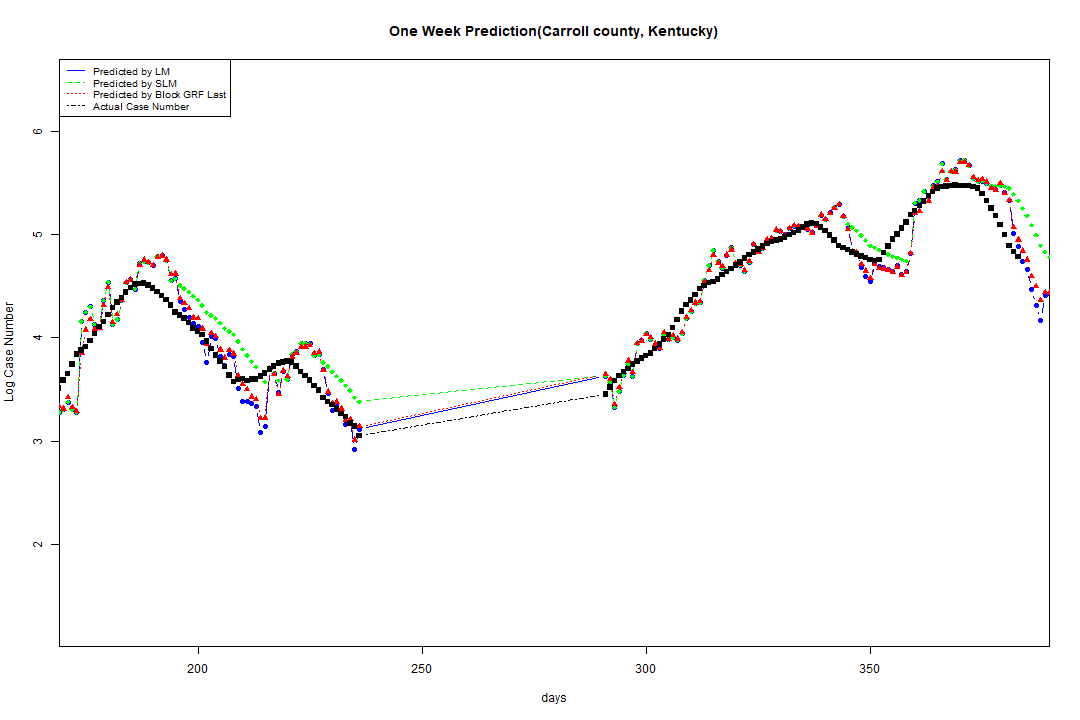 One Week Prediction(Carroll county, Kentucky)
Predicted by LM
Predicted by SLM
Predicted by Block GRF Last
Actual Case Number
Log Case Number
6
5
4
3
2
200
250
300
350
days